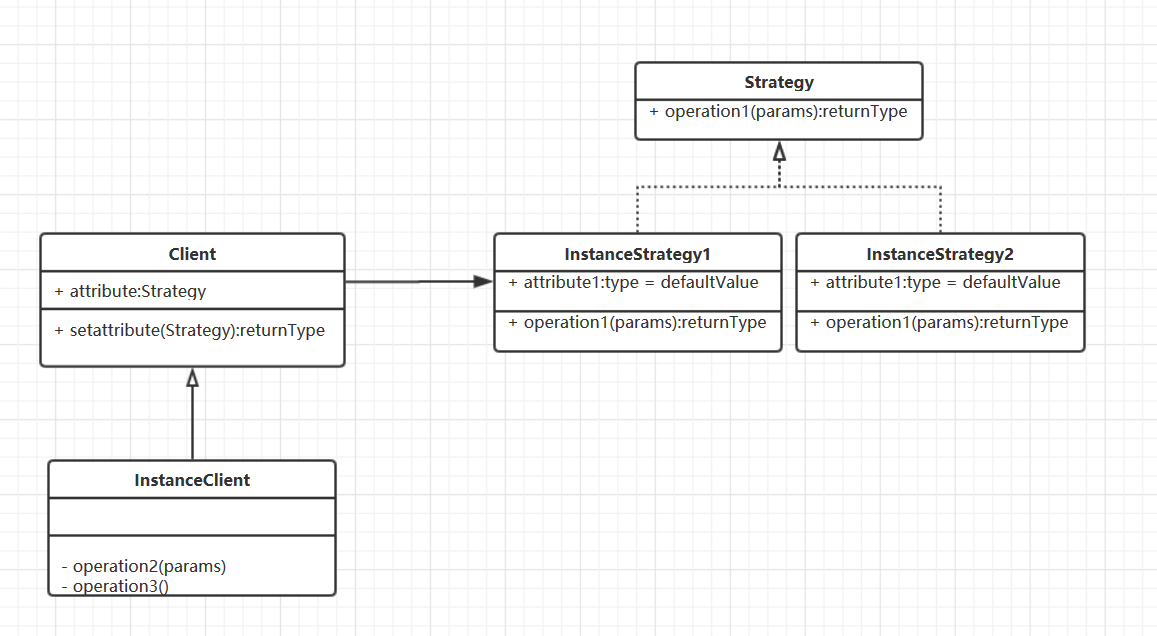 Strategy
+ operation1(params):returnType
Client
+ attribute:Strategy
+ setattribute(Strategy):returnType
InstanceStrategy1
+ attribute1:type = defaultValue
+ operation1(params):returnType
InstanceStrategy2
+ attribute1:type = defaultValue
+ operation1(params):returnType
InstanceClient
- operation2(params)
- operation3()